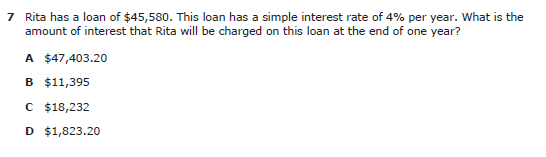 7 Rita has a loan of $45,580. This loan has a simple interest rate of 4% per year. What is the
amount of interest that Rita will be charged on this loan at the end of one year?
A $47,403.20
B $11,395
C $18,232
D $1,823.20